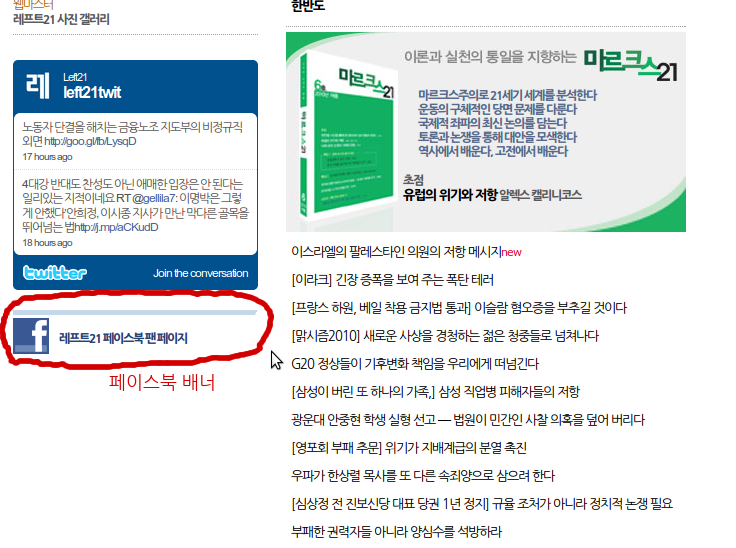 웹마스터
레프트21 사진 갤러리
레
Left21
left21twit
노동자 단결을 해치는 금융노조 지도부의 비정규직
외면 http://goo.gl/fb/LysqD
17 hours ago
4대강 반대도 찬성도 아닌 애매한 입장은 안 된다는
일리있는 지적이네요 RT @gellila7: 이명박은 그렇
게 안했다' 안희정, 이시종 지사가 만난 막다른 골목을
뛰어넘는 법http://j.mp/aCKudD
18 hours ago
twitter
Join the conversation
f
레프트21 페이스북 팬 페이지
페이스북 배너
한반도
이론과 실천의 통일을 지향하는 마르크스21
마르크스21
마르크스주의로 21세기 세계를 분석한다
운동의 구체적인 당면 문제를 다룬다
국제적 좌파의 최신 논의를 담는다
토론과 논쟁을 통해 대안을 모색한다
역사에서 배운다, 고전에서 배운다
초점
유럽의 위기와 저항 알렉스 캘리니코스
이스라엘의 팔레스타인 의원의 저항 메시지new
[이라크] 긴장 증폭을 보여 주는 폭탄 테러
[프랑스 하원, 베일 착용 금지법 통과] 이슬람 혐오증을 부추길 것이다
[맑시즘2010] 새로운 사상을 경청하는 젊은 청중들로 넘쳐나다
G20 정상들이 기후변화 책임을 우리에게 떠넘긴다
[삼성이 버린 또 하나의 가족,] 삼성 직업병 피해자들의 저항
광운대 안중현 학생 실형 선고 — 법원이 민간인 사찰 의혹을 덮어 버리다
[영포회 부패 추문] 위기가 지배계급의 분열 촉진
우파가 한상렬 목사를 또 다른 속죄양으로 삼으려 한다
[심상정 전 진보신당 대표 당권 1년 정지] 규율 조처가 아니라 정치적 논쟁 필요
부패한 권력자들 아니라 양심수를 석방하라